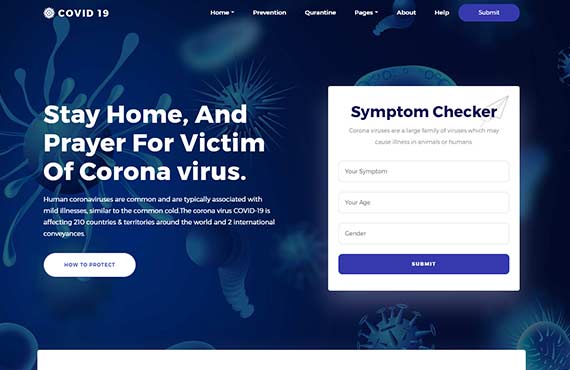 COVID 19
Home Prevention Qurantine Pages About Help Submit
Stay Home, And
Prayer For Victim
Of Corona virus.
Human coronaviruses are common and are typically associated with
mild illnesses, similar to the common cold.The corona virus COVID-19 is
affecting 210 countries & territories around the world and 2 international
conveyances.
HOW TO PROTECT
Symptom Checker
Corona viruses are a large family of viruses which may
cause illness in animals or humans
Your Symptom
Your Age
Gender
SUBMIT